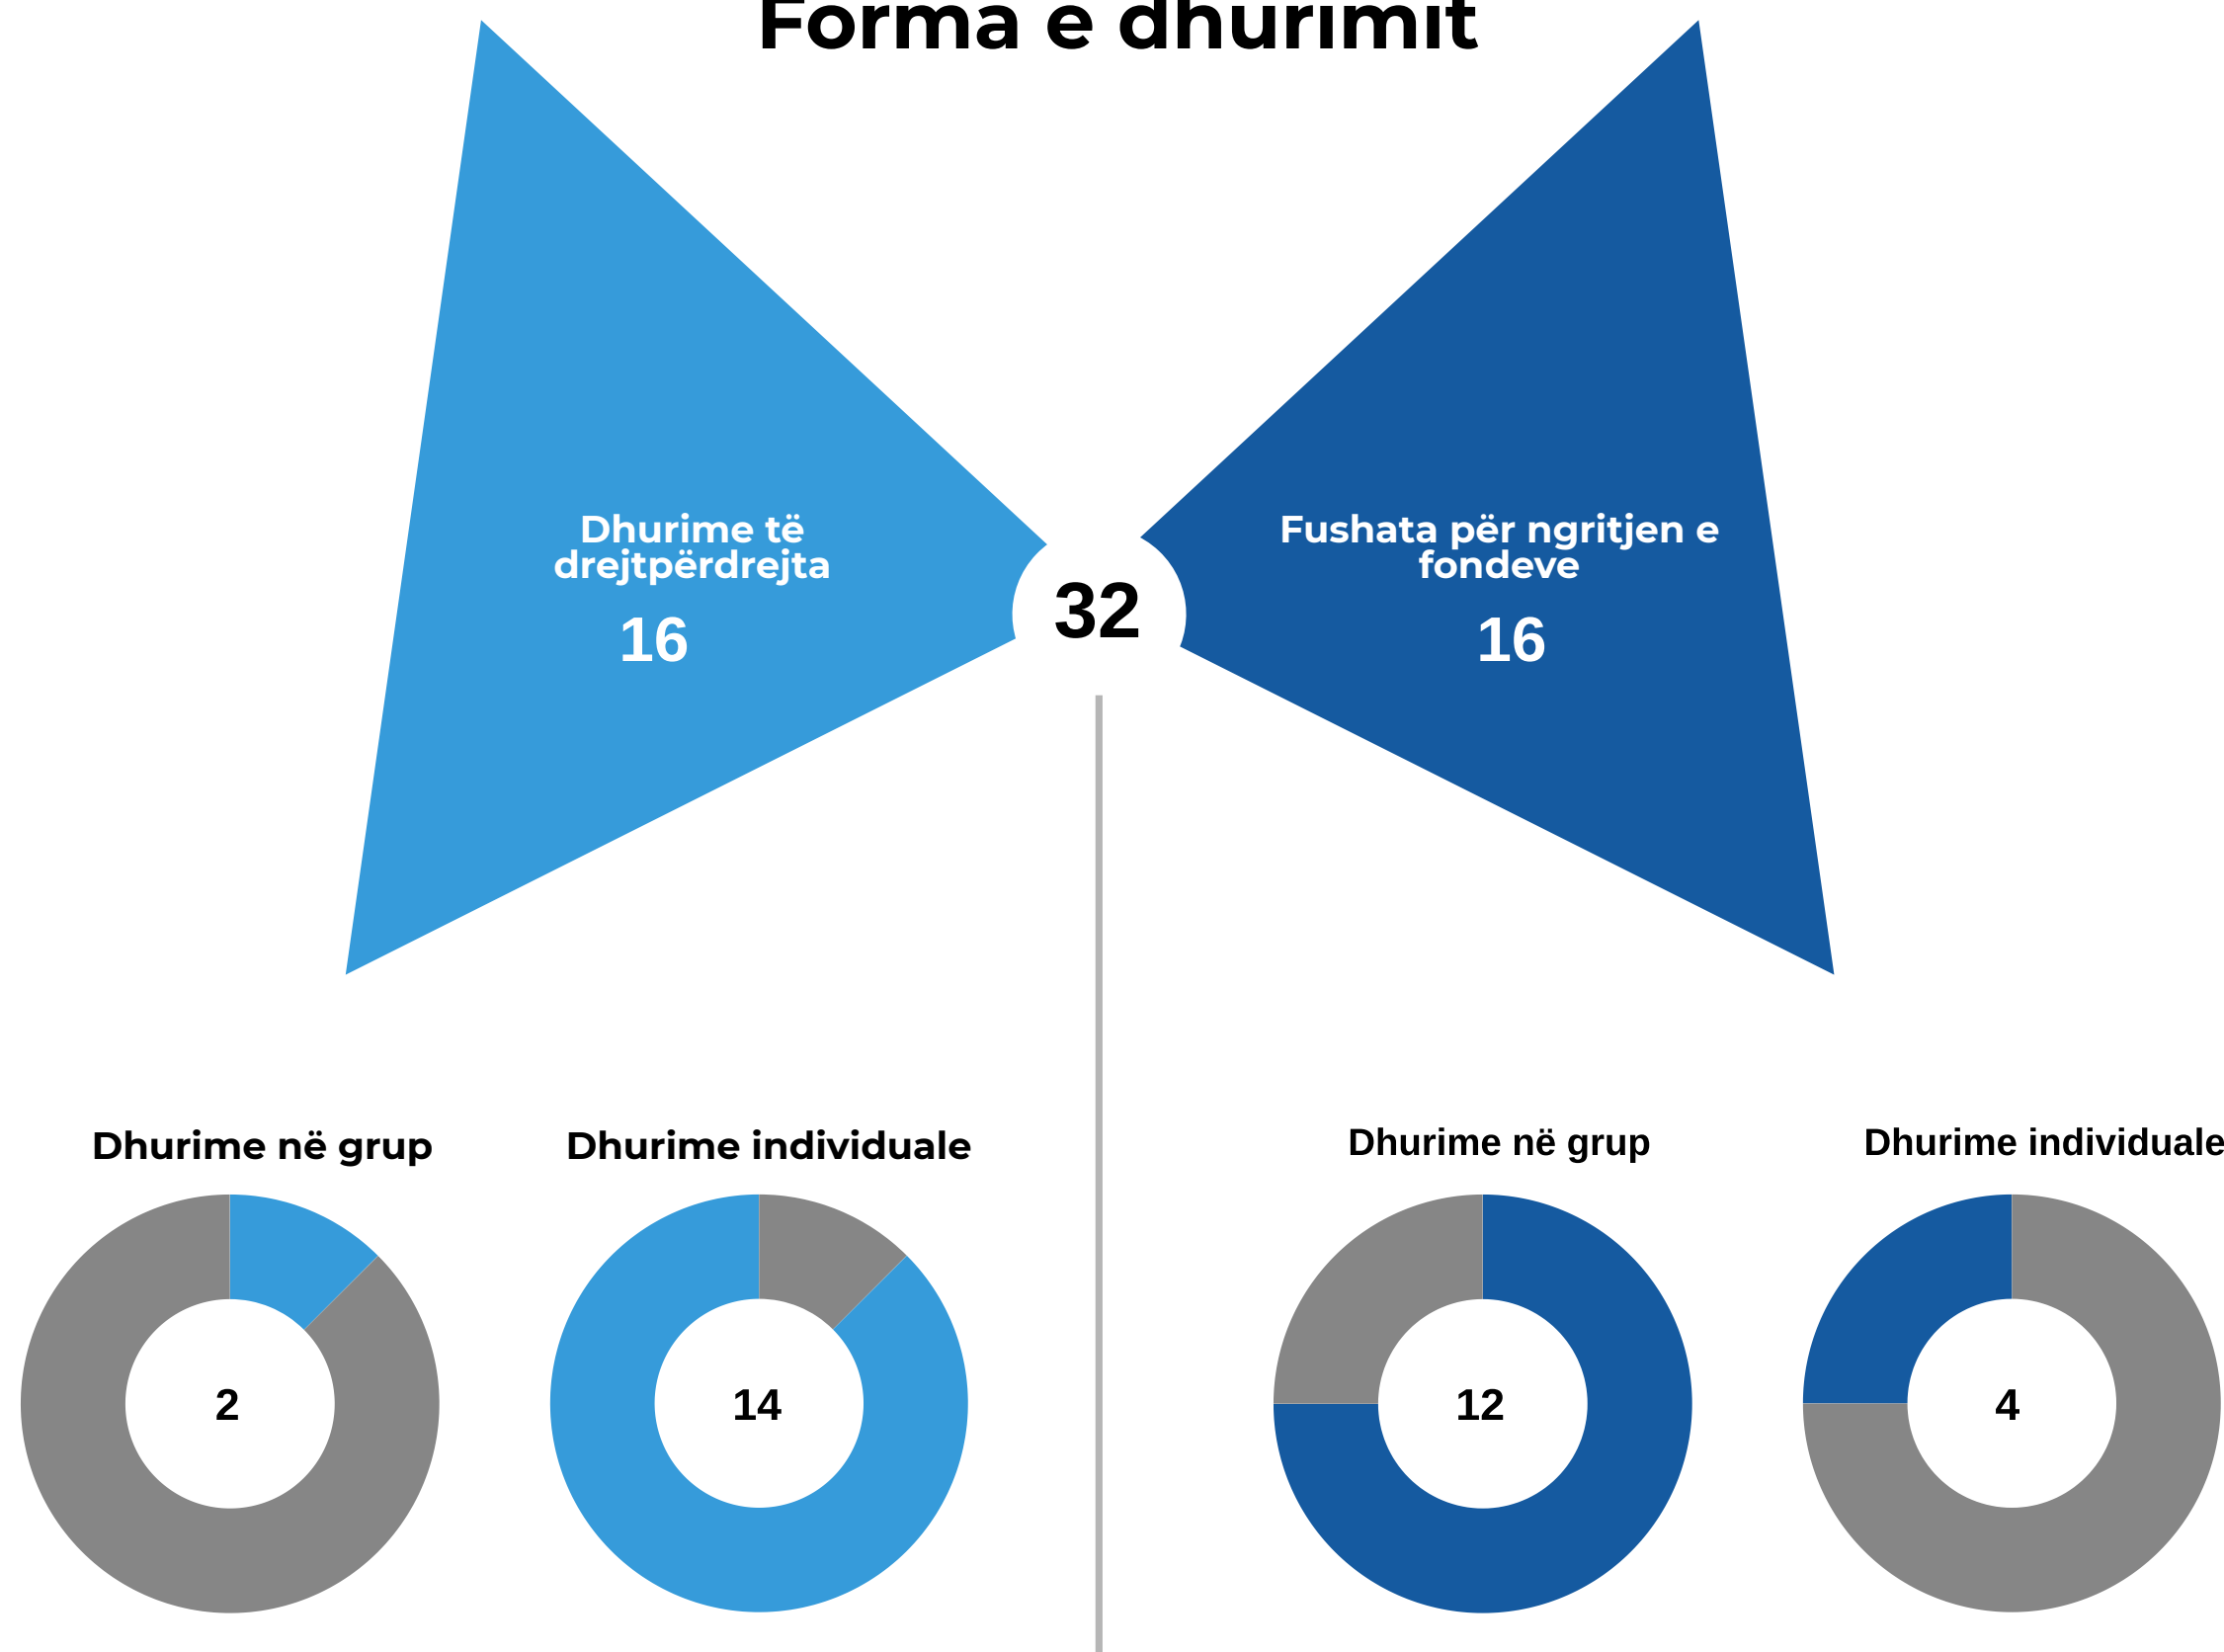 Forma e dhurimit
Dhurime të
drejtpërdrejta
16
32
Fushata për ngritjen e
fondeve
16
Dhurime në grup
Dhurime individuale
Dhurime në grup
Dhurime individuale
2
14
12
4